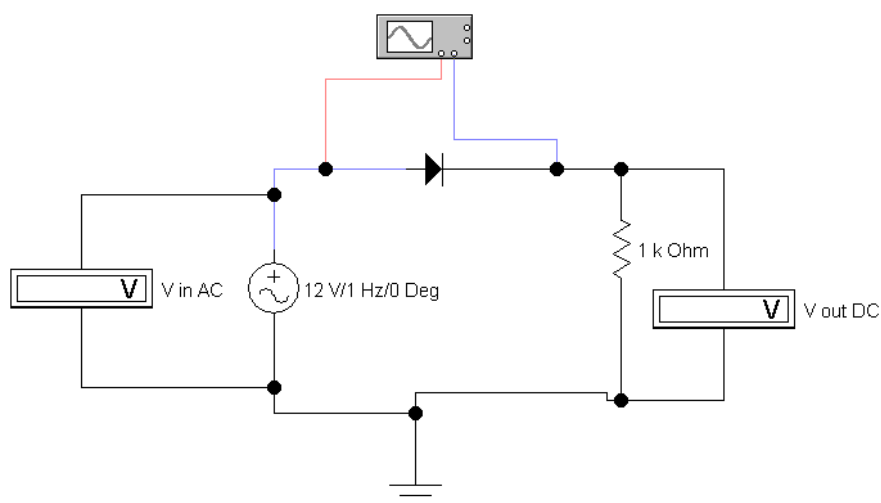 1 k Ohm
V
V in AC
12 V/1 Hz/0 Deg
V
V out DC